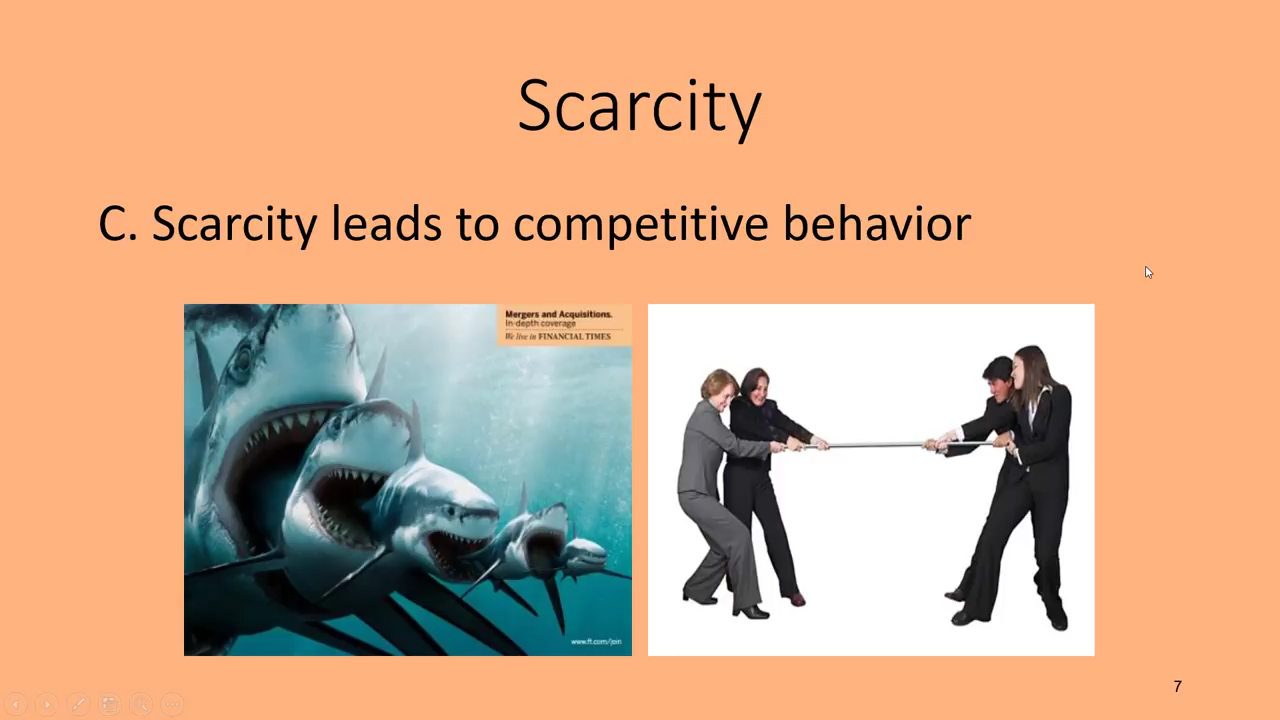 Scarcity
C. Scarcity leads to competitive behavior
Mergers and Acquisitions.
In-depth coverage
We live in FINANCIAL TIMES
www.ft.com/join
7